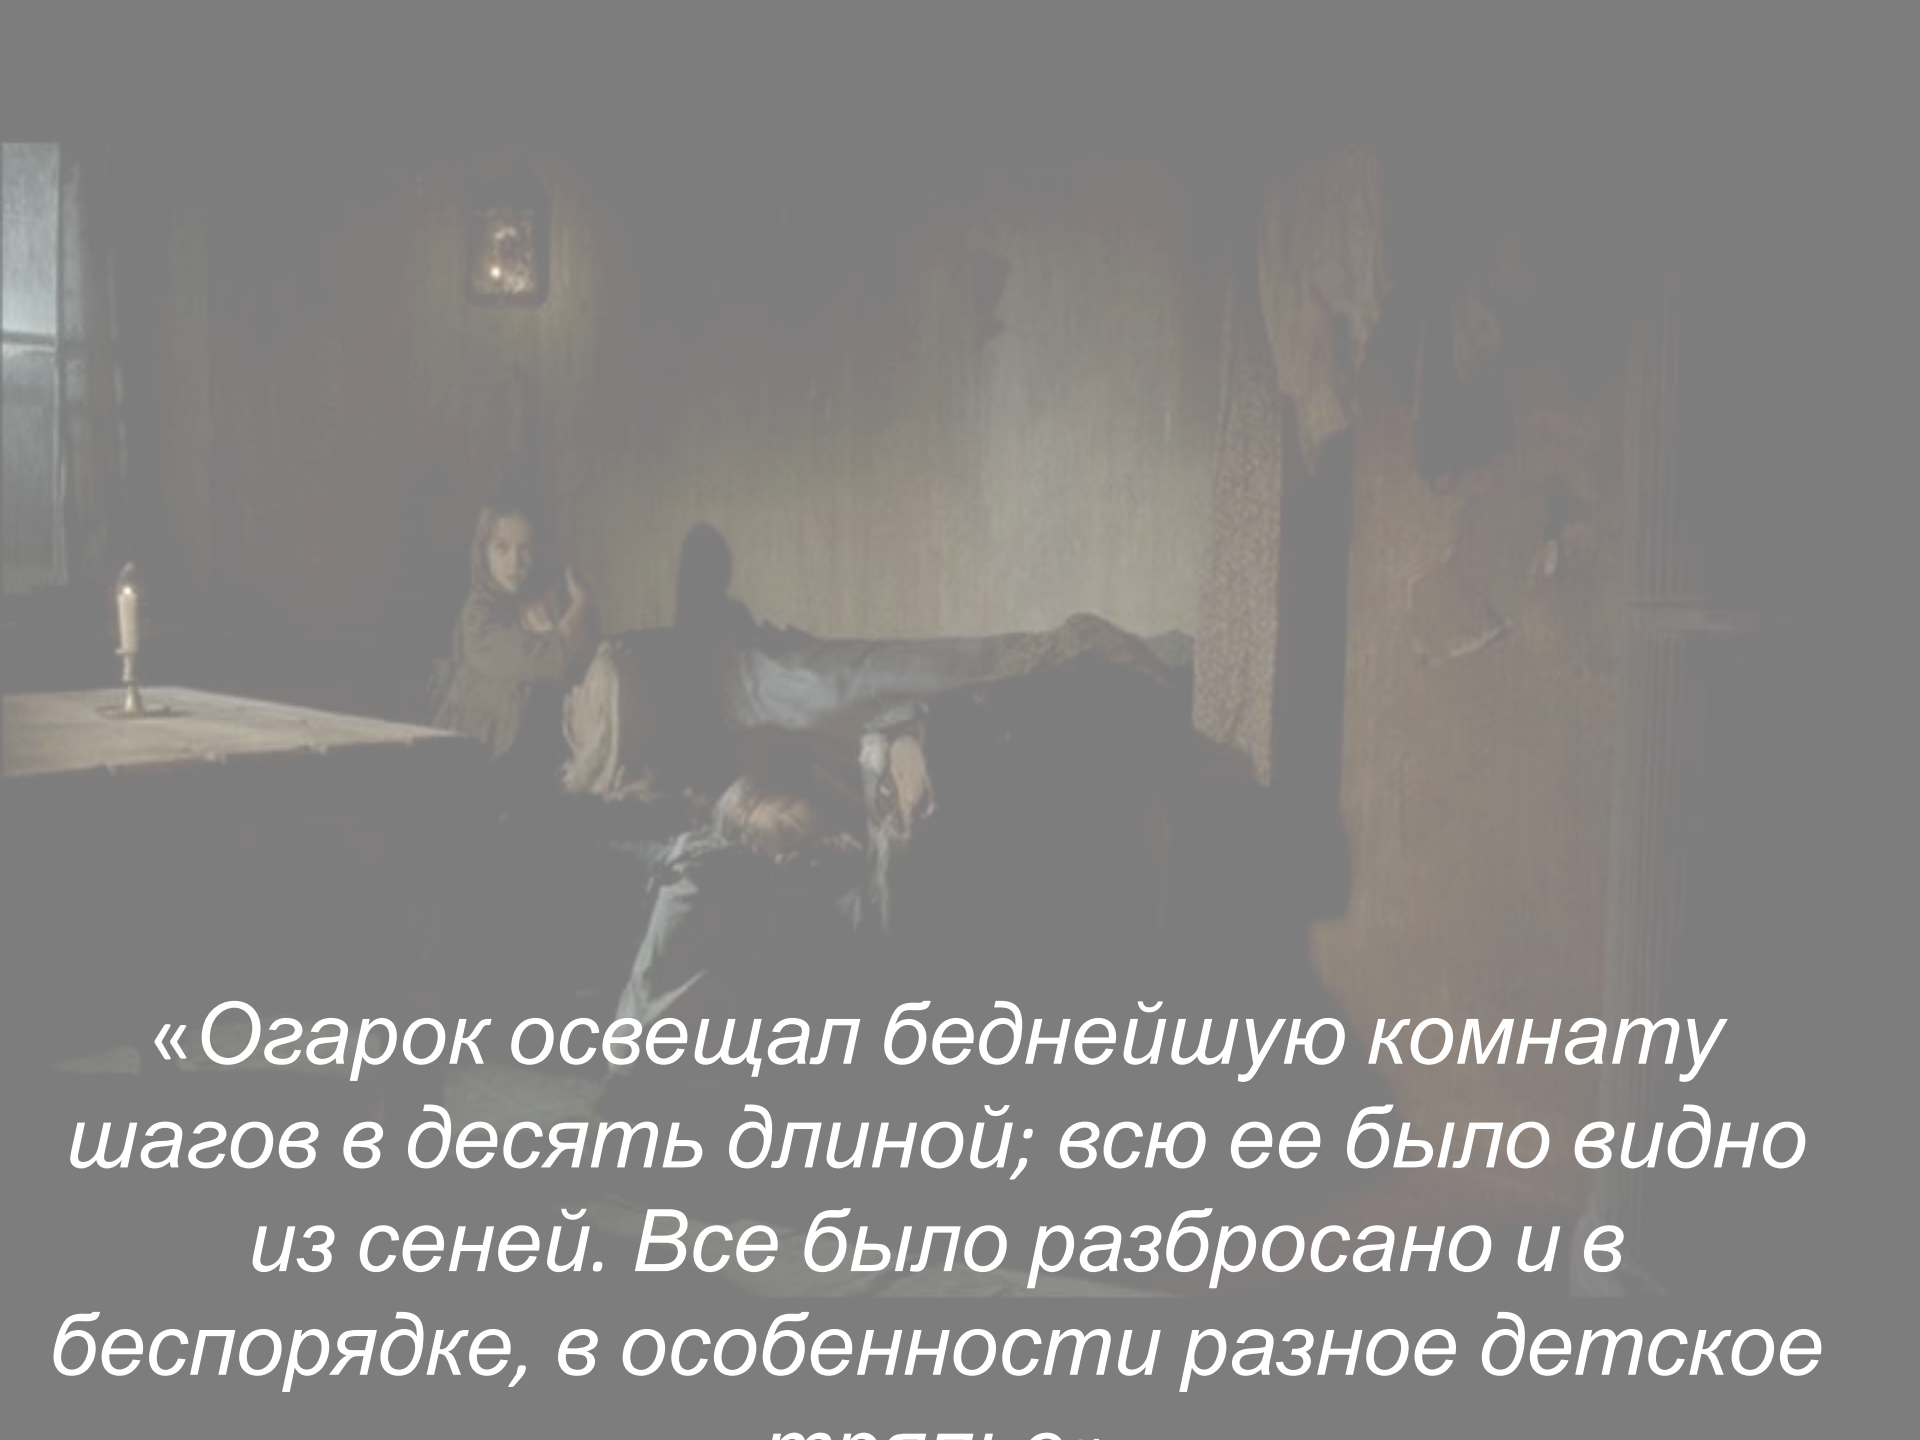 «Огарок освещал беднейшую комнату
шагов в десять длиной; всю ее было видно
из сеней. Все было разбросано и в
беспорядке, в особенности разное детское